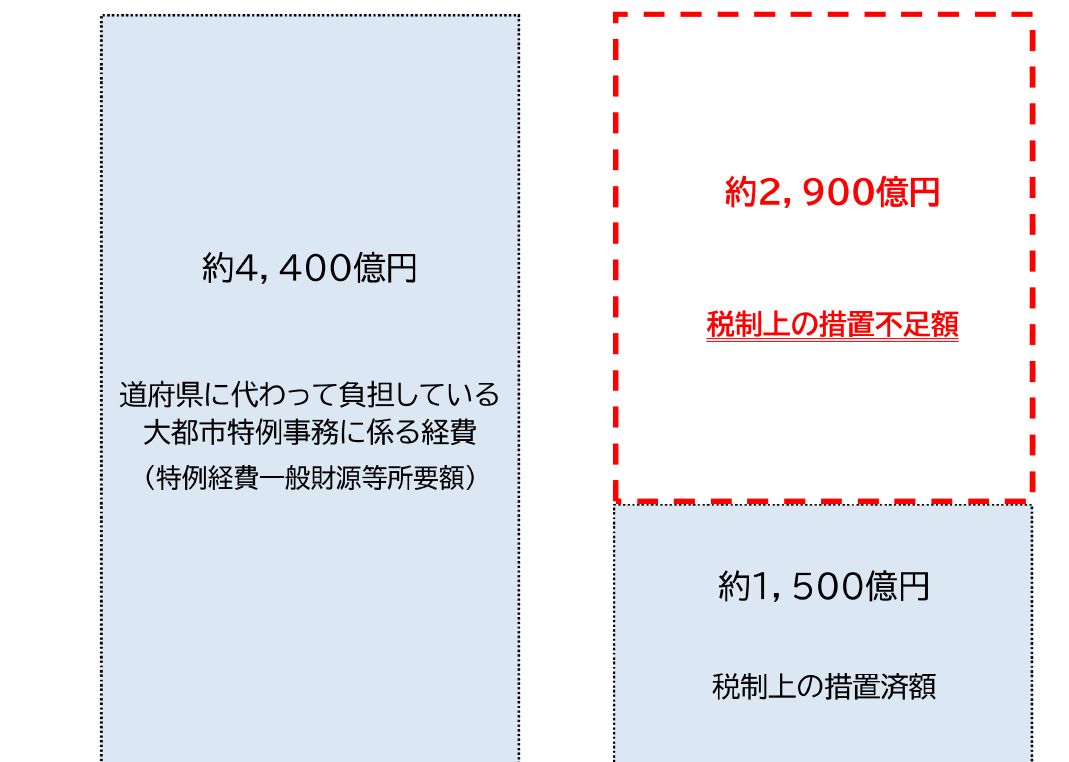 約4，400億円
道府県に代わって負担している
大都市特例事務に係る経費
（特例経費一般財源等所要額）
約2，900億円
税制上の措置不足額
約1，500億円
税制上の措置済額